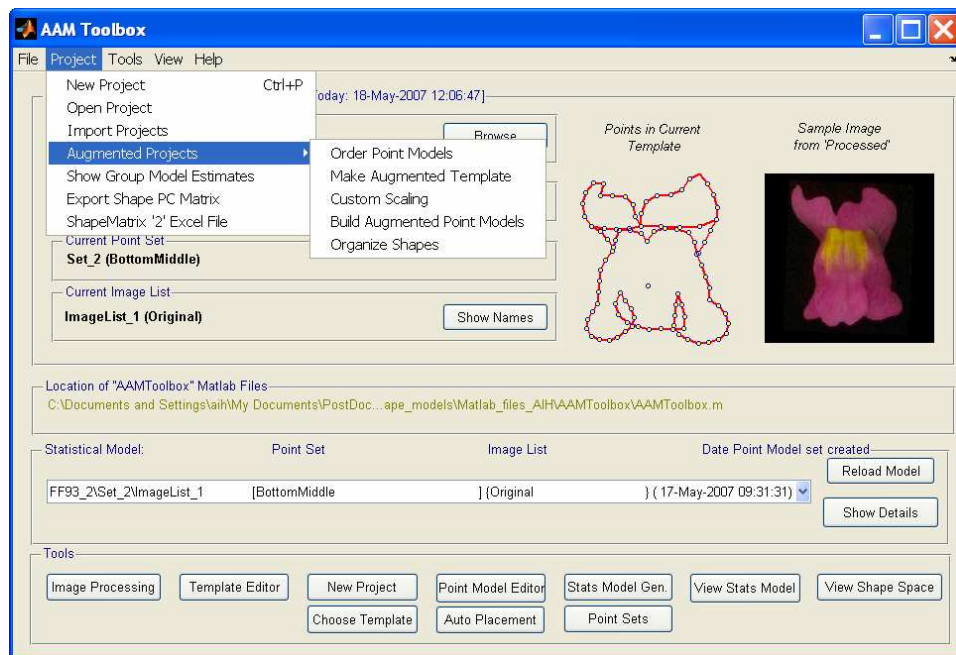 AAM Toolbox
File Project Tools View Help
New Project Ctrl+P
Open Project
Import Projects
Augmented Projects
Show Group Model Estimates
Export Shape PC Matrix
ShapeMatrix '2' Excel File
Order Point Models
Make Augmented Template
Custom Scaling
Build Augmented Point Models
Organize Shapes
Today: 18-May-2007 12:06:47]
Browse
Points in Current
Template
Sample Image
from 'Processed'
Current Point Set
Set_2 (BottomMiddle)
Current Image List
ImageList_1 (Original)
Show Names
Location of "AAMToolbox" Matlab Files
C:\Documents and Settings\aih\My Documents\PostDoc...ape_models\Matlab_files_AIH\AAMToolbox\AAMToolbox.m
Statistical Model: Point Set Image List Date Point Model set created
Reload Model
FF93_2\Set_2\ImageList_1 [BottomMiddle ] {Original } ( 17-May-2007 09:31:31)
Show Details
Tools
Image Processing Template Editor New Project Point Model Editor Stats Model Gen. View Stats Model View Shape Space
Choose Template Auto Placement Point Sets